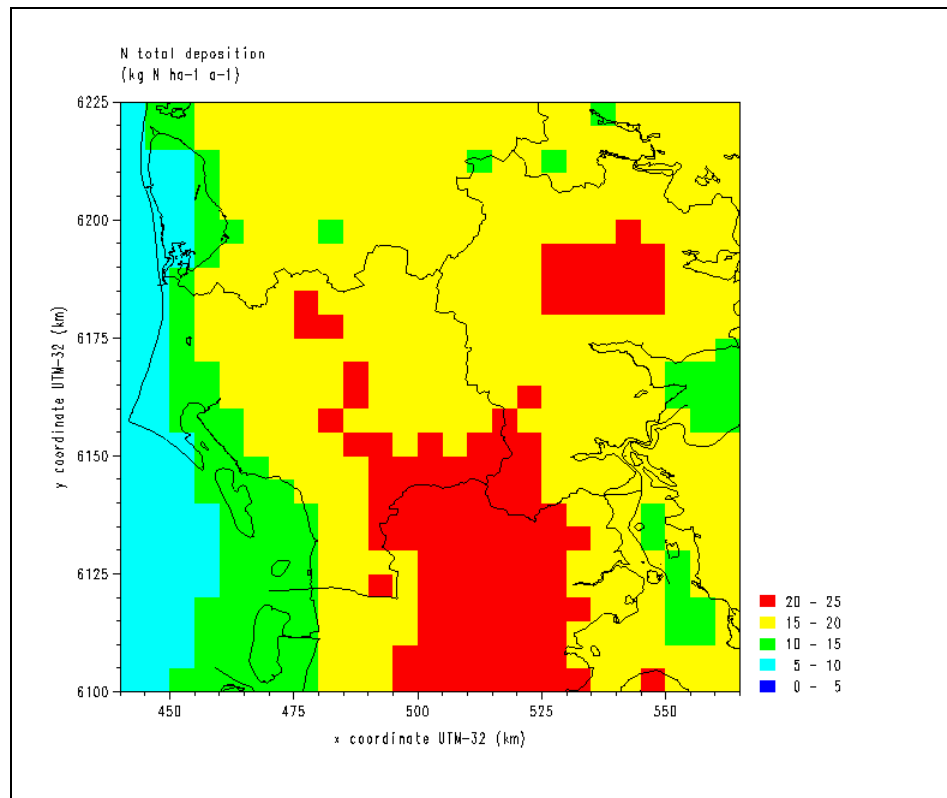 N total deposition
(kg N ha-1 a-1)
6225
6200
6175
6150
6125
6100
y coordinate UTM-32 (km)
450 475 500 525 550
x coordinate UTM-32 (km)
20 - 25
15 - 20
10 - 15
5 - 10
0 - 5